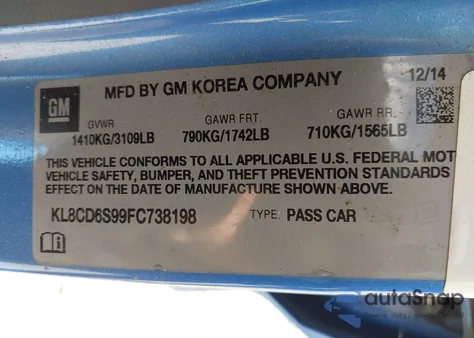 MFD BY GM KOREA COMPANY 12/14
GM
GVWR GAWR FRT. GAWR RR.
1410KG/3109LB 790KG/1742LB 710KG/1565LB
THIS VEHICLE CONFORMS TO ALL APPLICABLE U.S. FEDERAL MOT
VEHICLE SAFETY, BUMPER, AND THEFT PREVENTION STANDARDS
EFFECT ON THE DATE OF MANUFACTURE SHOWN ABOVE.
KL8CD6S99FC738198 TYPE: PASS CAR
autoSnap